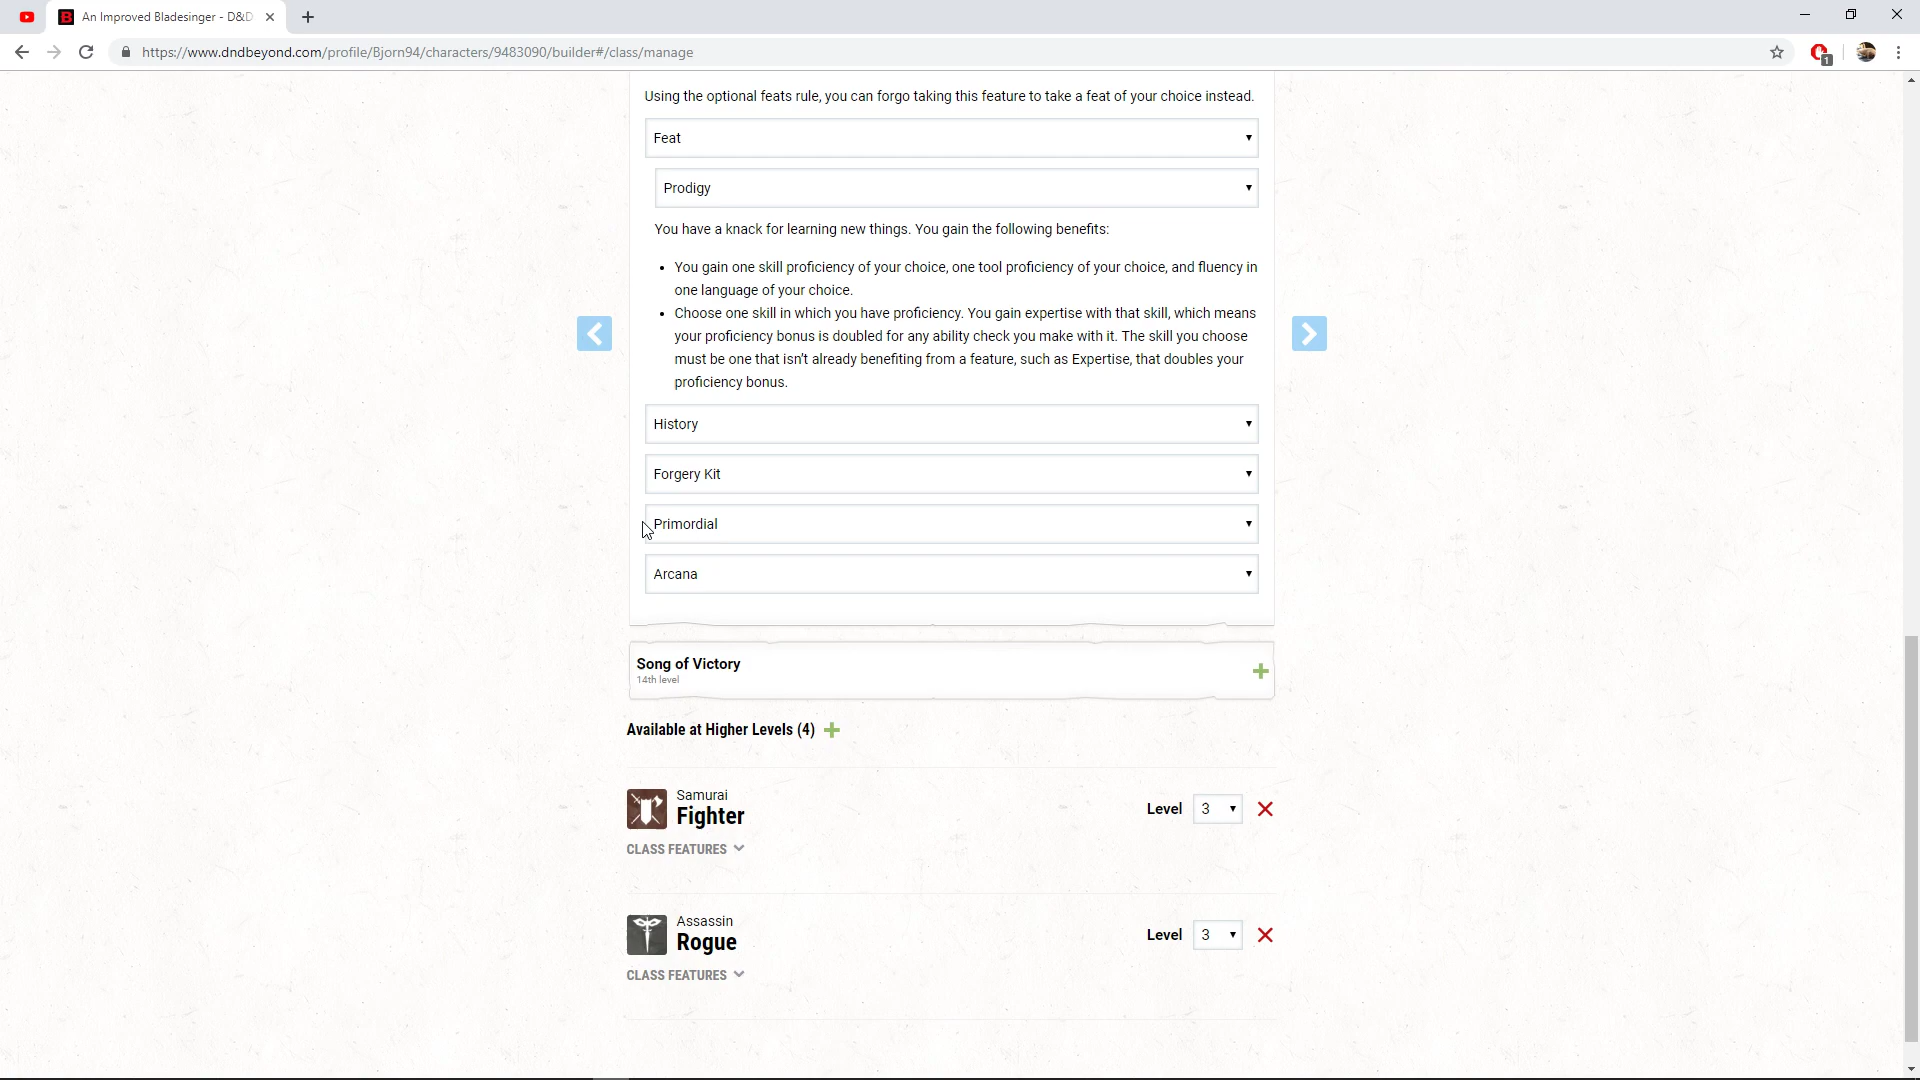 An Improved Bladesinger - D&D
https://www.dndbeyond.com/profile/Bjorn94/characters/9483090/builder#/class/manage
1
Using the optional feats rule, you can forgo taking this feature to take a feat of your choice instead.
Feat
Prodigy
You have a knack for learning new things. You gain the following benefits:
• You gain one skill proficiency of your choice, one tool proficiency of your choice, and fluency in
one language of your choice.
• Choose one skill in which you have proficiency. You gain expertise with that skill, which means
your proficiency bonus is doubled for any ability check you make with it. The skill you choose
must be one that isn't already benefiting from a feature, such as Expertise, that doubles your
proficiency bonus.
History
Forgery Kit
Primordial
Arcana
Song of Victory
14th level
Available at Higher Levels (4)
Samurai
Fighter
Level 3
CLASS FEATURES
Assassin
Rogue
Level 3
CLASS FEATURES